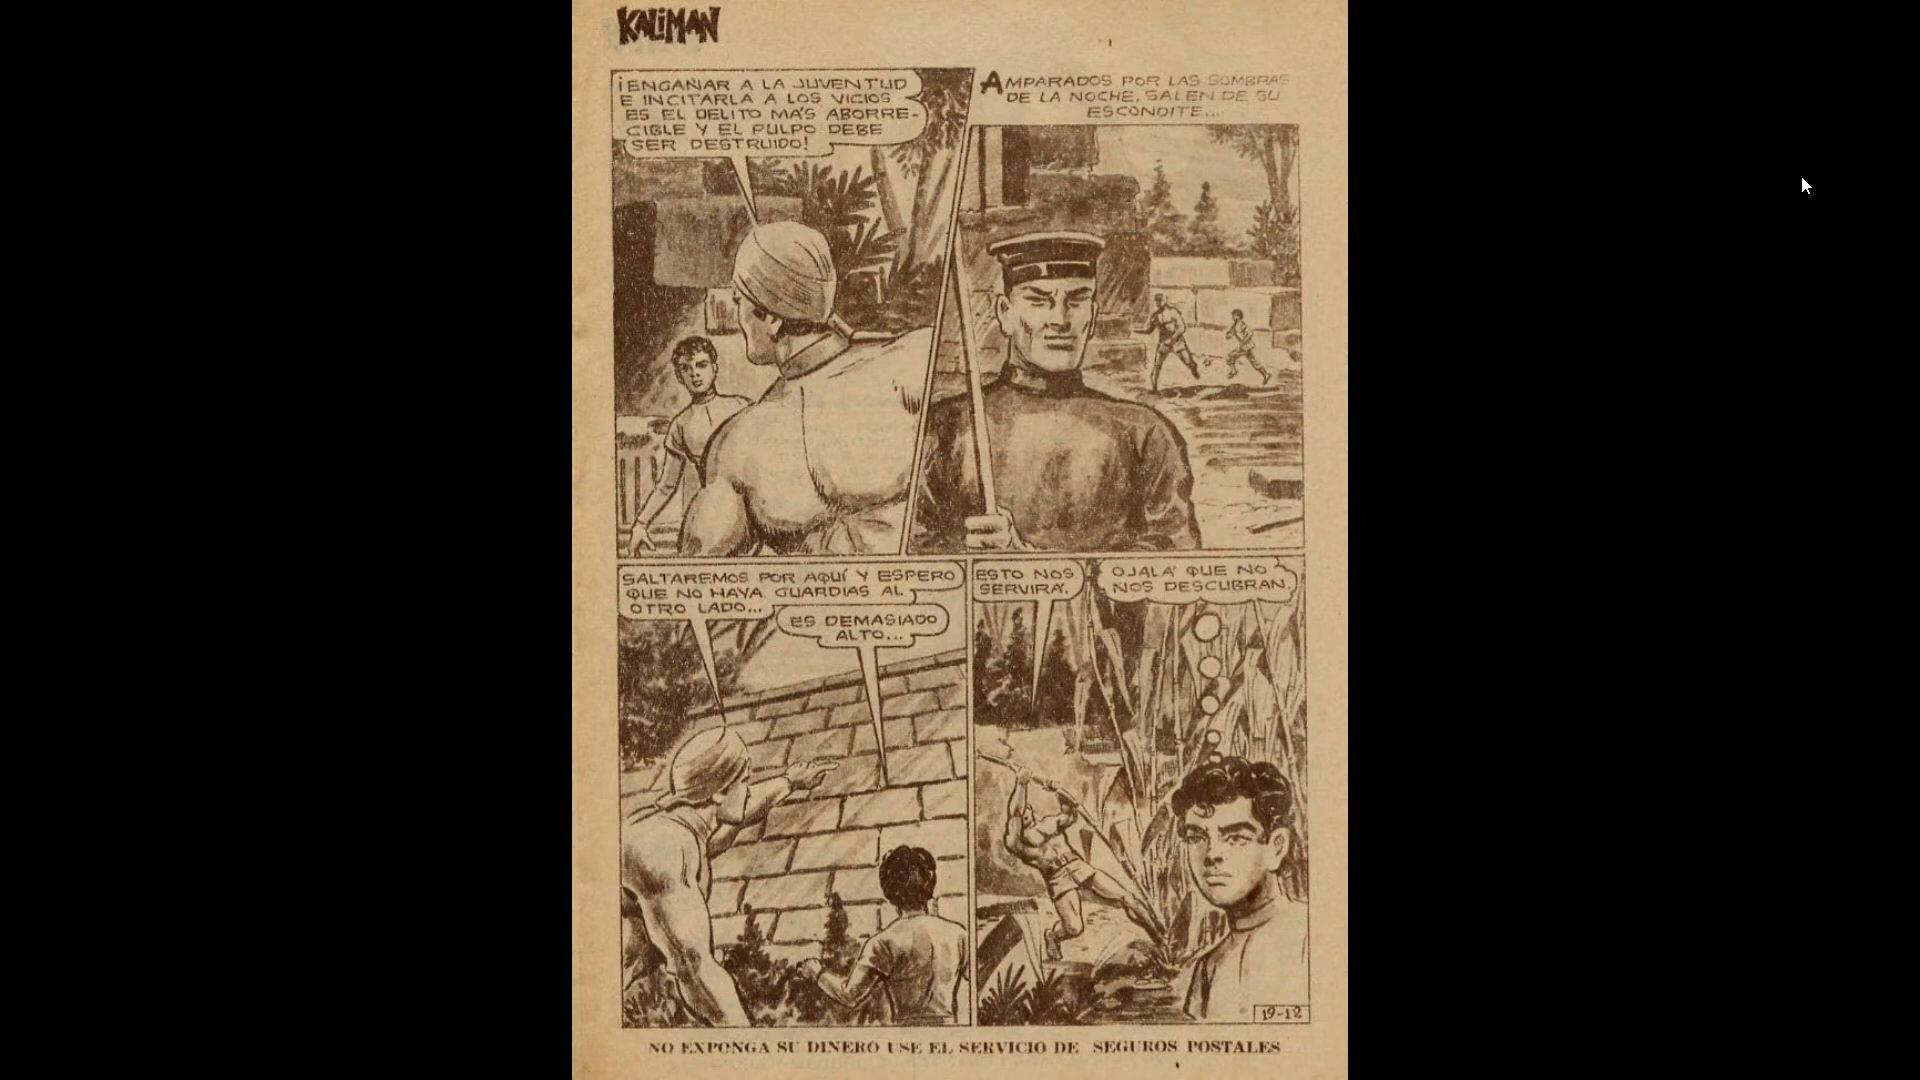 KALIMAN
¡ENGAÑAR A LA JUVENTUD
E INCITARLA A LOS VICIOS
ES EL DELITO MÁS ABORRE-
CIBLE Y EL PULPO DEBE
SER DESTRUIDO!
AMPARADOS POR LAS SOMBRAS
DE LA NOCHE, SALEN DE SU
ESCONDITE...
SALTAREMOS POR AQUÍ Y ESPERO
QUE NO HAYA GUARDIAS AL
OTRO LADO...
ES DEMASIADO
ALTO...
ESTO NOS
SERVIRÁ.
OJALÁ QUE NO
NOS DESCUBRAN.
19-12
NO EXPONGA SU DINERO USE EL SERVICIO DE SEGUROS POSTALES